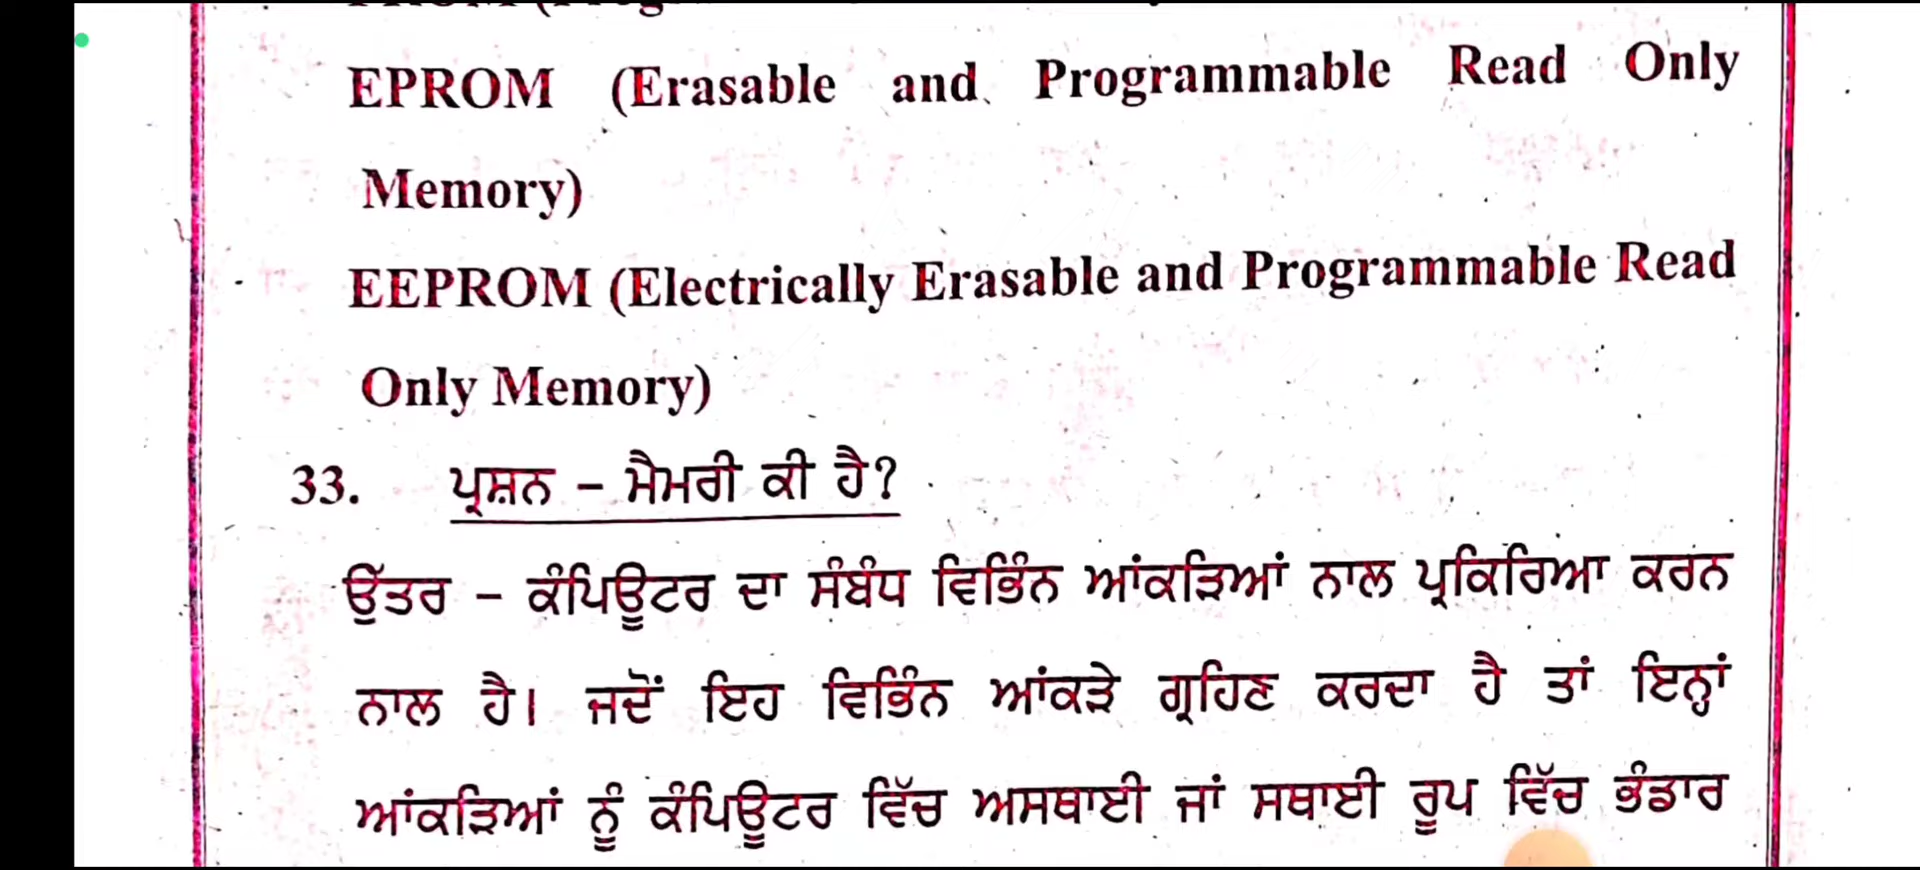 EPROM (Erasable and Programmable Read Only
Memory)
EEPROM (Electrically Erasable and Programmable Read
Only Memory)
33. ਪ੍ਰਸ਼ਨ – ਮੈਮਰੀ ਕੀ ਹੈ?
ਉੱਤਰ – ਕੰਪਿਊਟਰ ਦਾ ਸੰਬੰਧ ਵਿਭਿੰਨ ਆਂਕੜਿਆਂ ਨਾਲ ਪ੍ਰਕਿਰਿਆ ਕਰਨ
ਨਾਲ ਹੈ। ਜਦੋਂ ਇਹ ਵਿਭਿੰਨ ਆਂਕੜੇ ਗ੍ਰਹਿਣ ਕਰਦਾ ਹੈ ਤਾਂ ਇਨ੍ਹਾਂ
ਆਂਕੜਿਆਂ ਨੂੰ ਕੰਪਿਊਟਰ ਵਿੱਚ ਅਸਥਾਈ ਜਾਂ ਸਥਾਈ ਰੂਪ ਵਿੱਚ ਭੰਡਾਰ